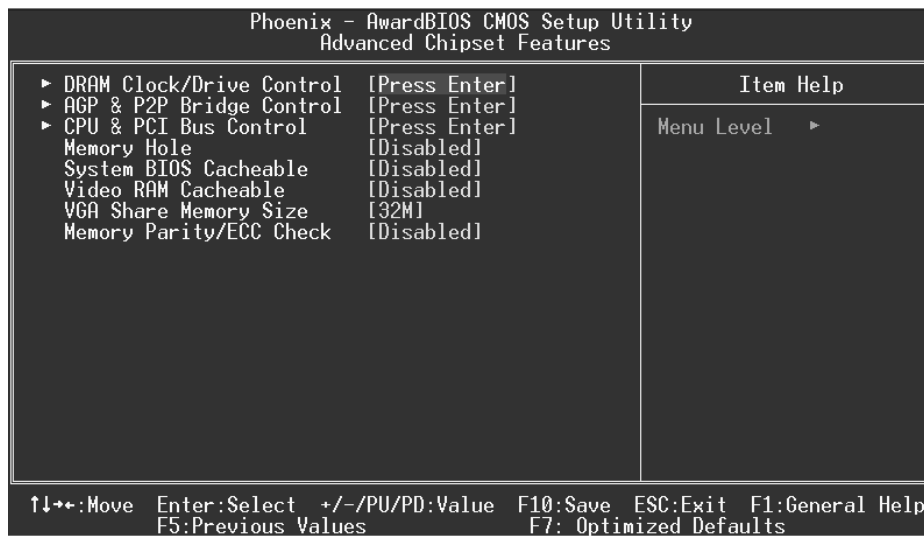 Phoenix - AwardBIOS CMOS Setup Utility
Advanced Chipset Features
► DRAM Clock/Drive Control [Press Enter]
► AGP & P2P Bridge Control [Press Enter]
► CPU & PCI Bus Control [Press Enter]
Memory Hole [Disabled]
System BIOS Cacheable [Disabled]
Video RAM Cacheable [Disabled]
VGA Share Memory Size [32M]
Memory Parity/ECC Check [Disabled]
Item Help
Menu Level ►
↑↓→←:Move Enter:Select +/-/PU/PD:Value F10:Save ESC:Exit F1:General Help
F5:Previous Values F7: Optimized Defaults